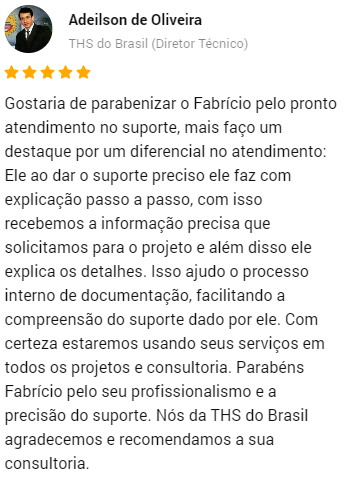 Adeilson de Oliveira
THS do Brasil (Diretor Técnico)
Gostaria de parabenizar o Fabrício pelo pronto
atendimento no suporte, mais faço um
destaque por um diferencial no atendimento:
Ele ao dar o suporte preciso ele faz com
explicação passo a passo, com isso
recebemos a informação precisa que
solicitamos para o projeto e além disso ele
explica os detalhes. Isso ajudo o processo
interno de documentação, facilitando a
compreensão do suporte dado por ele. Com
certeza estaremos usando seus serviços em
todos os projetos e consultoria. Parabéns
Fabrício pelo seu profissionalismo e a
precisão do suporte. Nós da THS do Brasil
agradecemos e recomendamos a sua
consultoria.